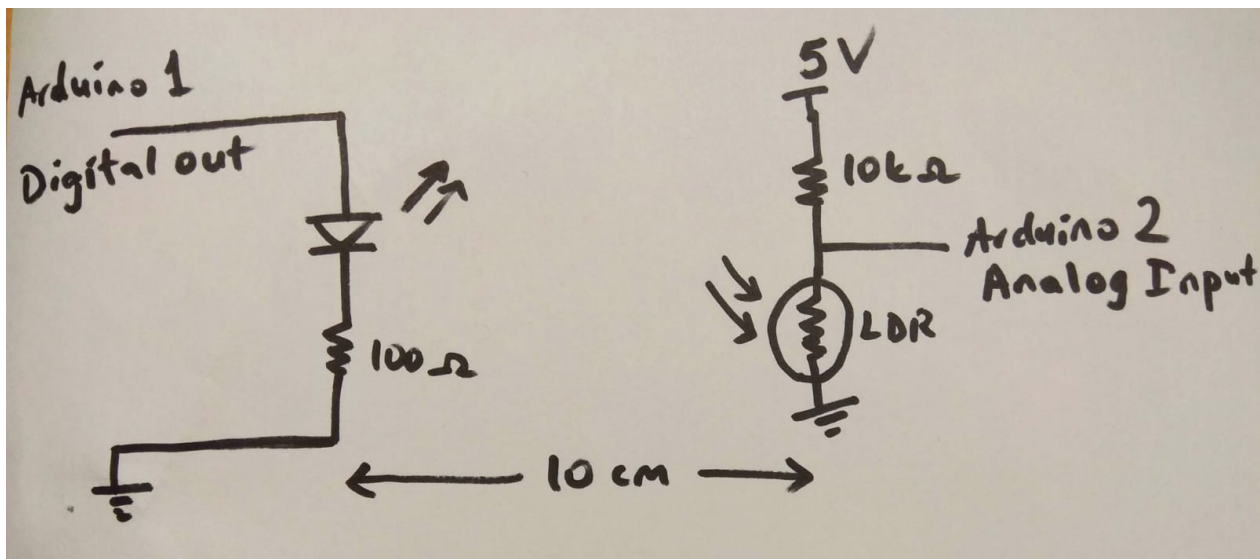 Arduino 1
Digital out
100Ω
5V
10kΩ
Arduino 2
Analog Input
LDR
10 cm